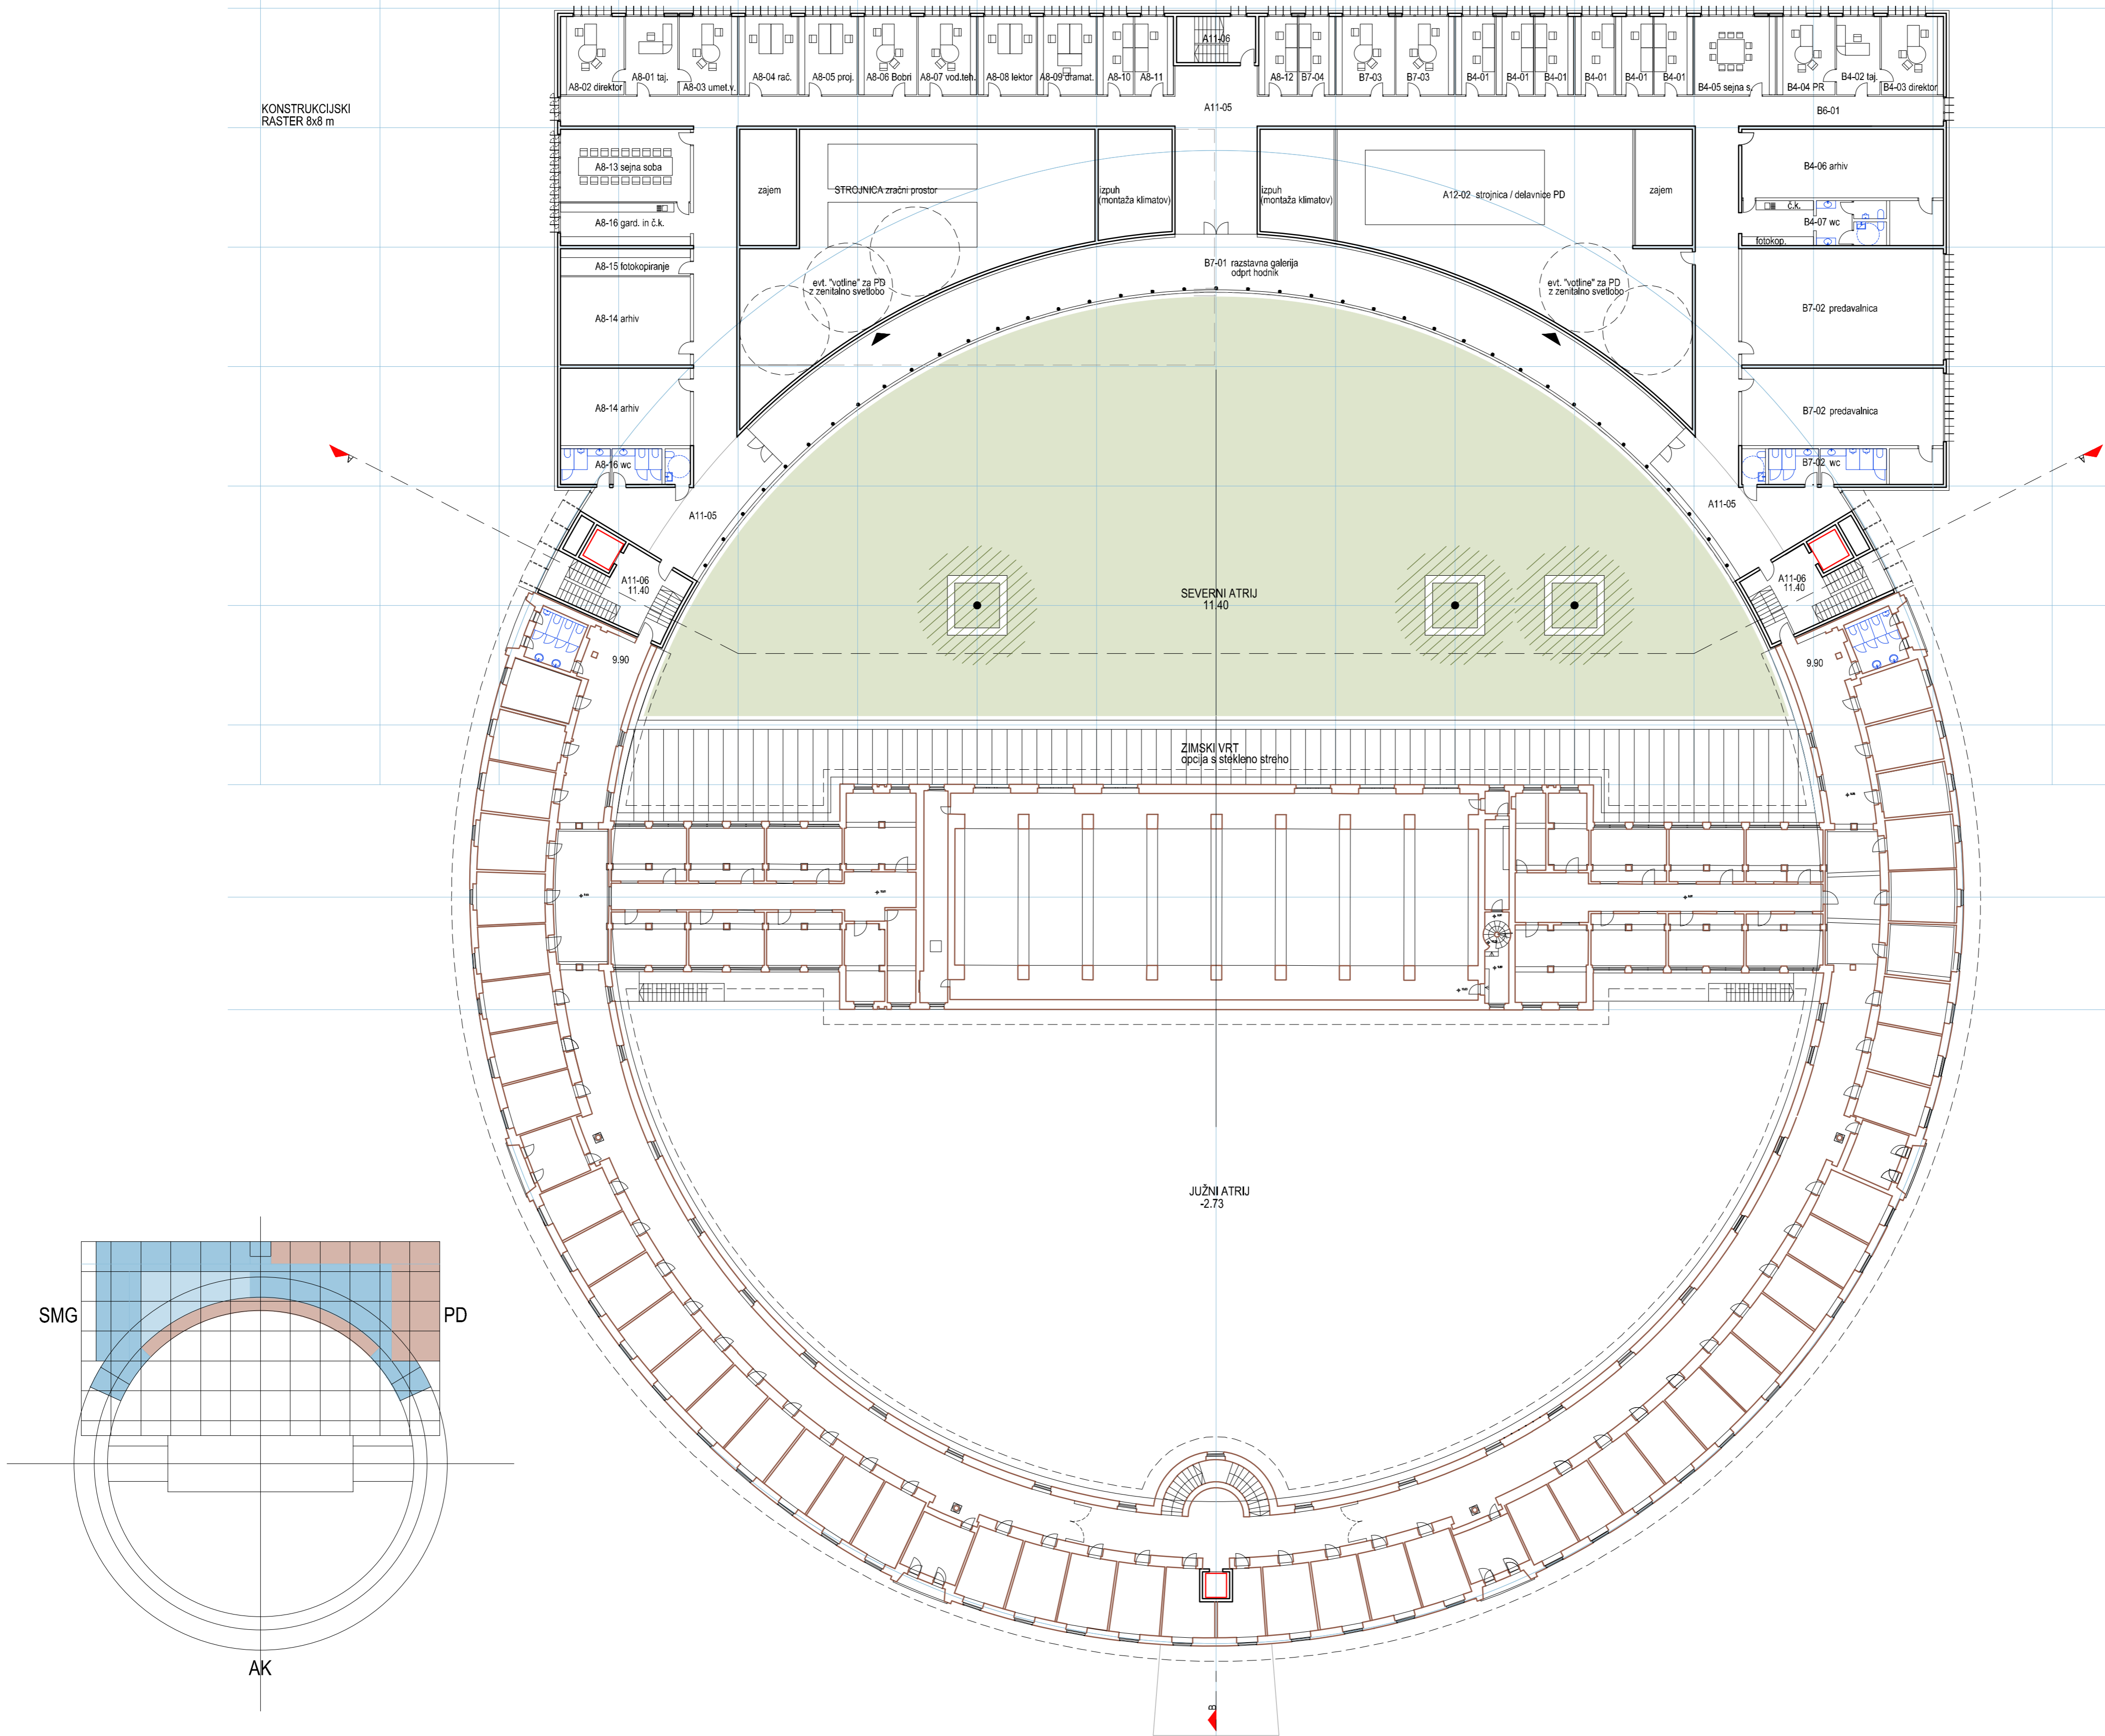 A11-06
A8-02 direktor
A8-01 taj.
A8-03 umet.v.
A8-04 rač.
A8-05 proj.
A8-06 Bobri
A8-07 vod.teh.
A8-08 lektor
A8-09 dramat.
A8-10
A8-11
A8-12
B7-04
B7-03
B7-03
B4-01
B4-01
B4-01
B4-01
B4-01
B4-01
B4-05 sejna s.
B4-04 PR
B4-02 taj.
B4-03 direktor
KONSTRUKCIJSKI
RASTER 8x8 m
A11-05
B6-01
A8-13 sejna soba
zajem
STROJNICA zračni prostor
izpuh
(montaža klimatov)
izpuh
(montaža klimatov)
A12-02 strojnica / delavnice PD
zajem
B4-06 arhiv
A8-16 gard. in č.k.
č.k.
B4-07 wc
fotokop.
A8-15 fotokopiranje
B7-01 razstavna galerija
odprt hodnik
evt. "votline" za PD
z zenitalno svetlobo
evt. "votline" za PD
z zenitalno svetlobo
A8-14 arhiv
B7-02 predavalnica
A8-14 arhiv
B7-02 predavalnica
A8-16 wc
B7-02 wc
A
A
A11-05
A11-05
A11-06
11.40
A11-06
11.40
SEVERNI ATRIJ
11.40
9.90
9.90
ZIMSKI VRT
opcija s stekleno streho
JUŽNI ATRIJ
-2.73
SMG
PD
AK
B